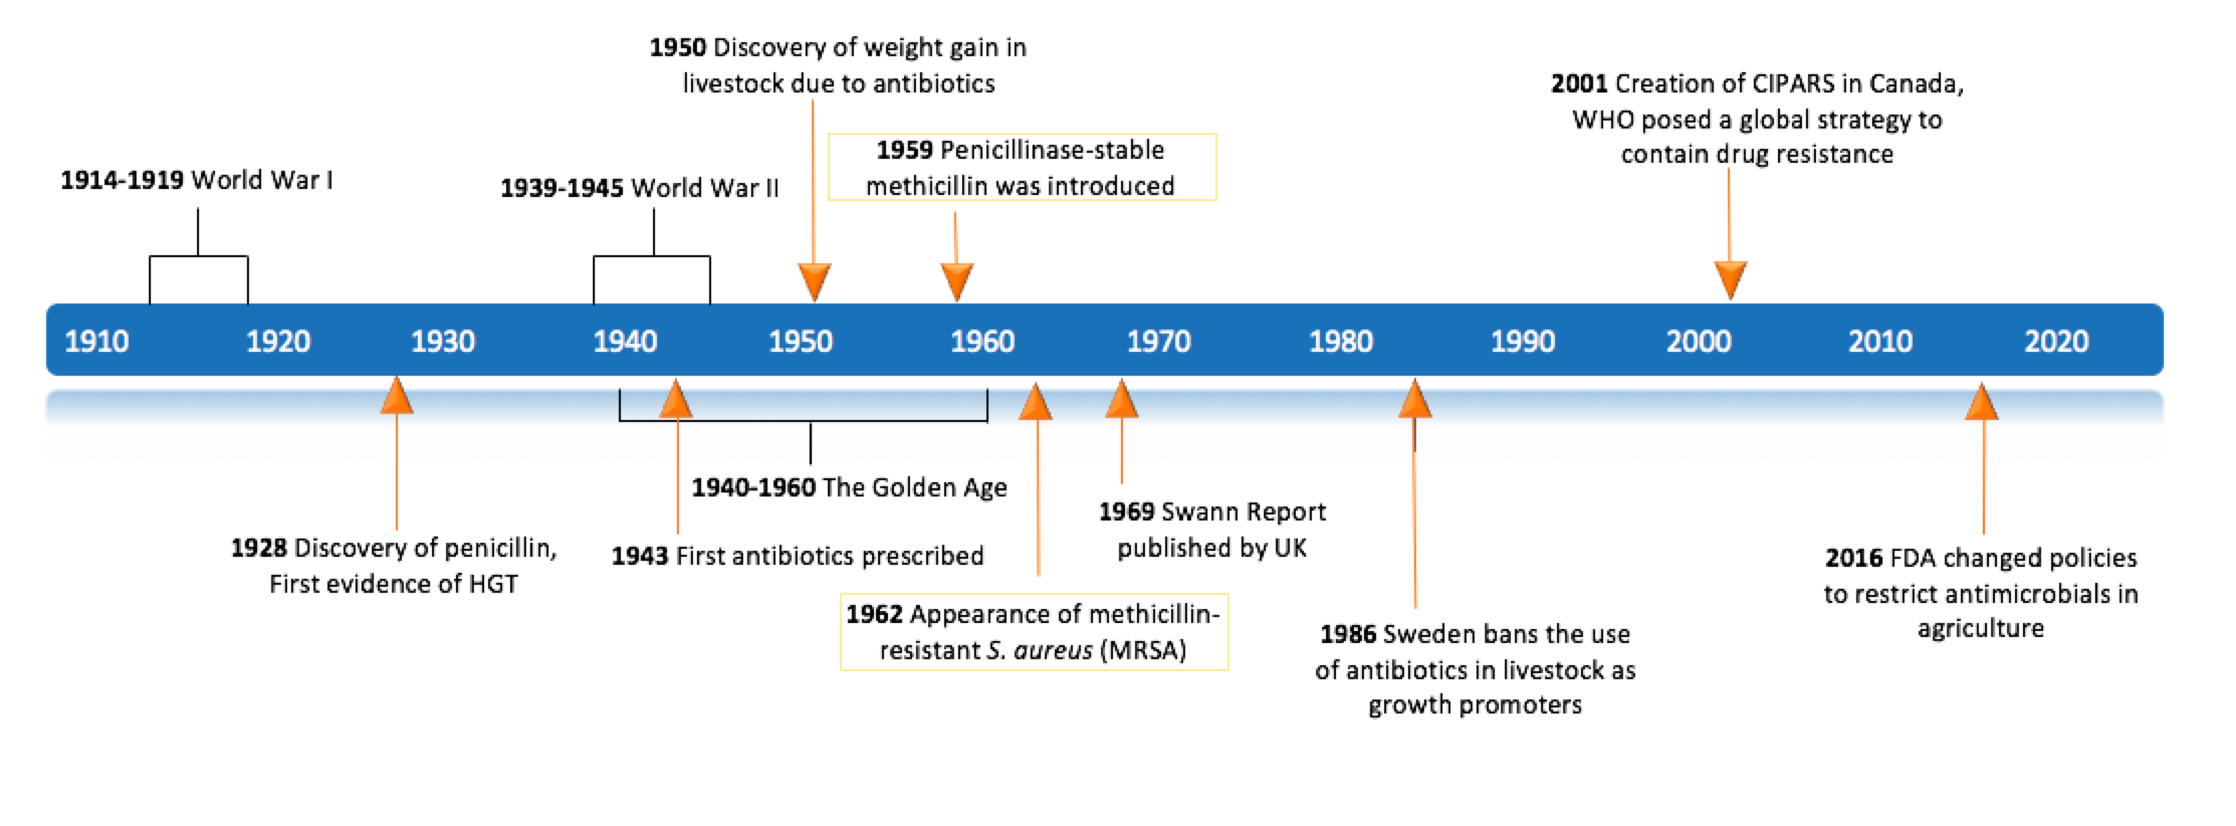 1950 Discovery of weight gain in
livestock due to antibiotics
2001 Creation of CIPARS in Canada,
WHO posed a global strategy to
contain drug resistance
1959 Penicillinase-stable
methicillin was introduced
1914-1919 World War I
1939-1945 World War II
1910 1920 1930 1940 1950 1960 1970 1980 1990 2000 2010 2020
1940-1960 The Golden Age
1928 Discovery of penicillin,
First evidence of HGT
1943 First antibiotics prescribed
1969 Swann Report
published by UK
1962 Appearance of methicillin-
resistant S. aureus (MRSA)
1986 Sweden bans the use
of antibiotics in livestock as
growth promoters
2016 FDA changed policies
to restrict antimicrobials in
agriculture